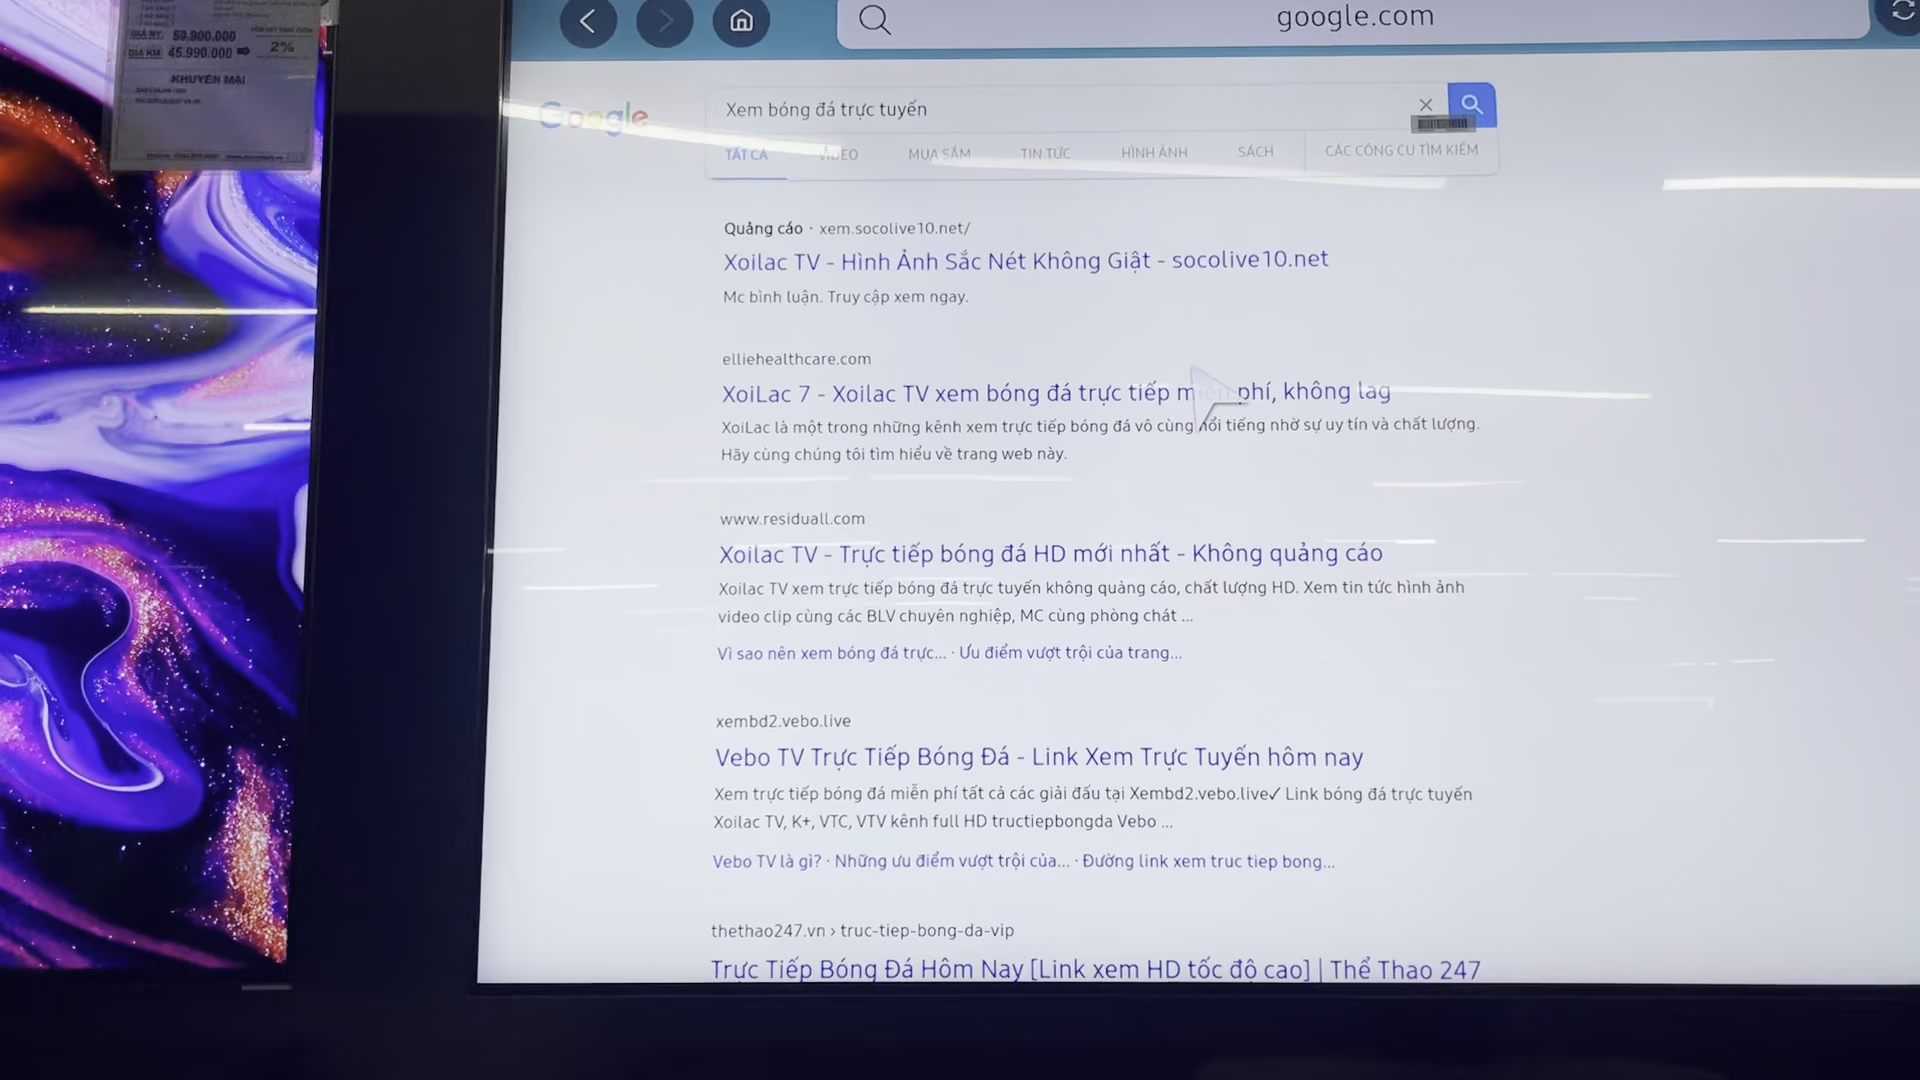 GIÁ NY: 50.900.000
GIÁ KM: 45.990.000
2%
KHUYẾN MẠI
google.com
Google
Xem bóng đá trực tuyến
TẤT CẢ VIDEO MUA SẮM TIN TỨC HÌNH ẢNH SÁCH CÁC CÔNG CỤ TÌM KIẾM
Quảng cáo · xem.socolive10.net/
Xoilac TV - Hình Ảnh Sắc Nét Không Giật - socolive10.net
Mc bình luận. Truy cập xem ngay.
elliehealthcare.com
XoiLac 7 - Xoilac TV xem bóng đá trực tiếp miễn phí, không lag
XoiLac là một trong những kênh xem trực tiếp bóng đá vô cùng nổi tiếng nhờ sự uy tín và chất lượng.
Hãy cùng chúng tôi tìm hiểu về trang web này.
www.residuall.com
Xoilac TV - Trực tiếp bóng đá HD mới nhất - Không quảng cáo
Xoilac TV xem trực tiếp bóng đá trực tuyến không quảng cáo, chất lượng HD. Xem tin tức hình ảnh
video clip cùng các BLV chuyên nghiệp, MC cùng phòng chát ...
Vì sao nên xem bóng đá trực... · Ưu điểm vượt trội của trang...
xembd2.vebo.live
Vebo TV Trực Tiếp Bóng Đá - Link Xem Trực Tuyến hôm nay
Xem trực tiếp bóng đá miễn phí tất cả các giải đấu tại Xembd2.vebo.live✓ Link bóng đá trực tuyến
Xoilac TV, K+, VTC, VTV kênh full HD tructiepbongda Vebo ...
Vebo TV là gì? · Những ưu điểm vượt trội của... · Đường link xem truc tiep bong...
thethao247.vn › truc-tiep-bong-da-vip
Trực Tiếp Bóng Đá Hôm Nay [Link xem HD tốc độ cao] | Thể Thao 247